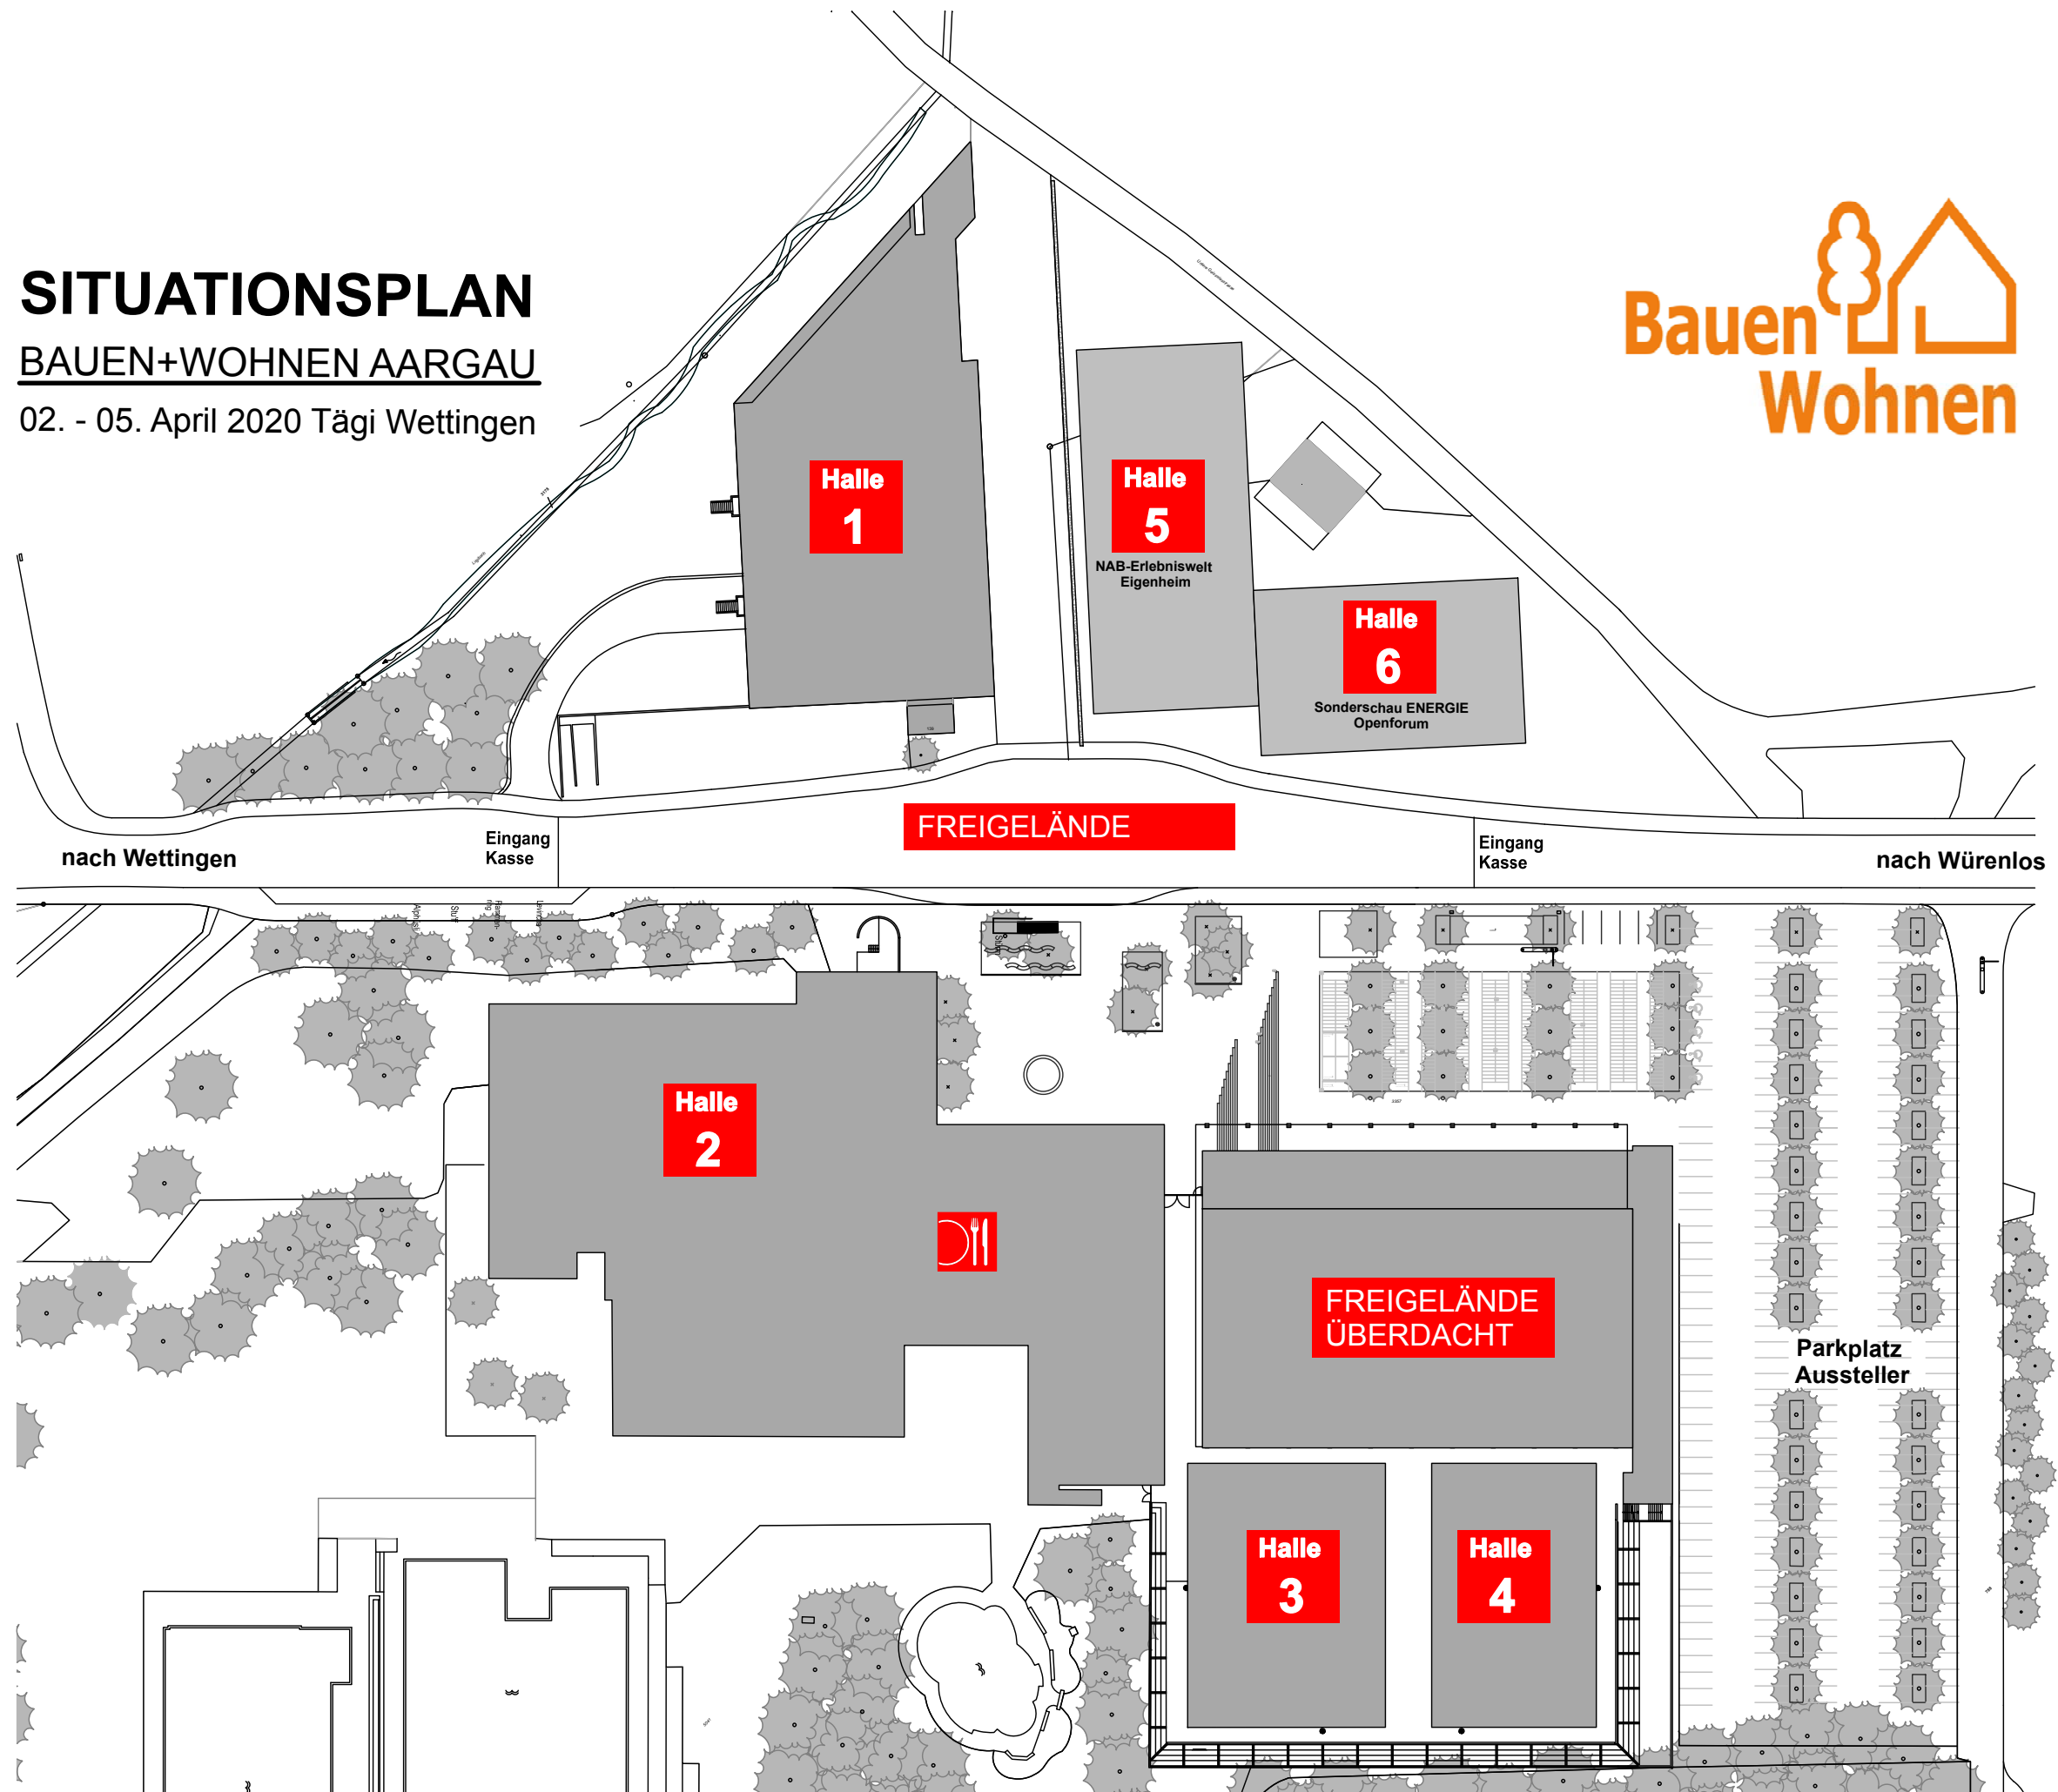 SITUATIONSPLAN
BAUEN+WOHNEN AARGAU
02. - 05. April 2020 Tägi Wettingen
Bauen
Wohnen
Halle
1
Halle
5
NAB-Erlebniswelt
Eigenheim
Halle
6
Sonderschau ENERGIE
Openforum
FREIGELÄNDE
Eingang
Kasse
Eingang
Kasse
nach Wettingen
nach Würenlos
Halle
2
FREIGELÄNDE
ÜBERDACHT
Parkplatz
Aussteller
Halle
3
Halle
4